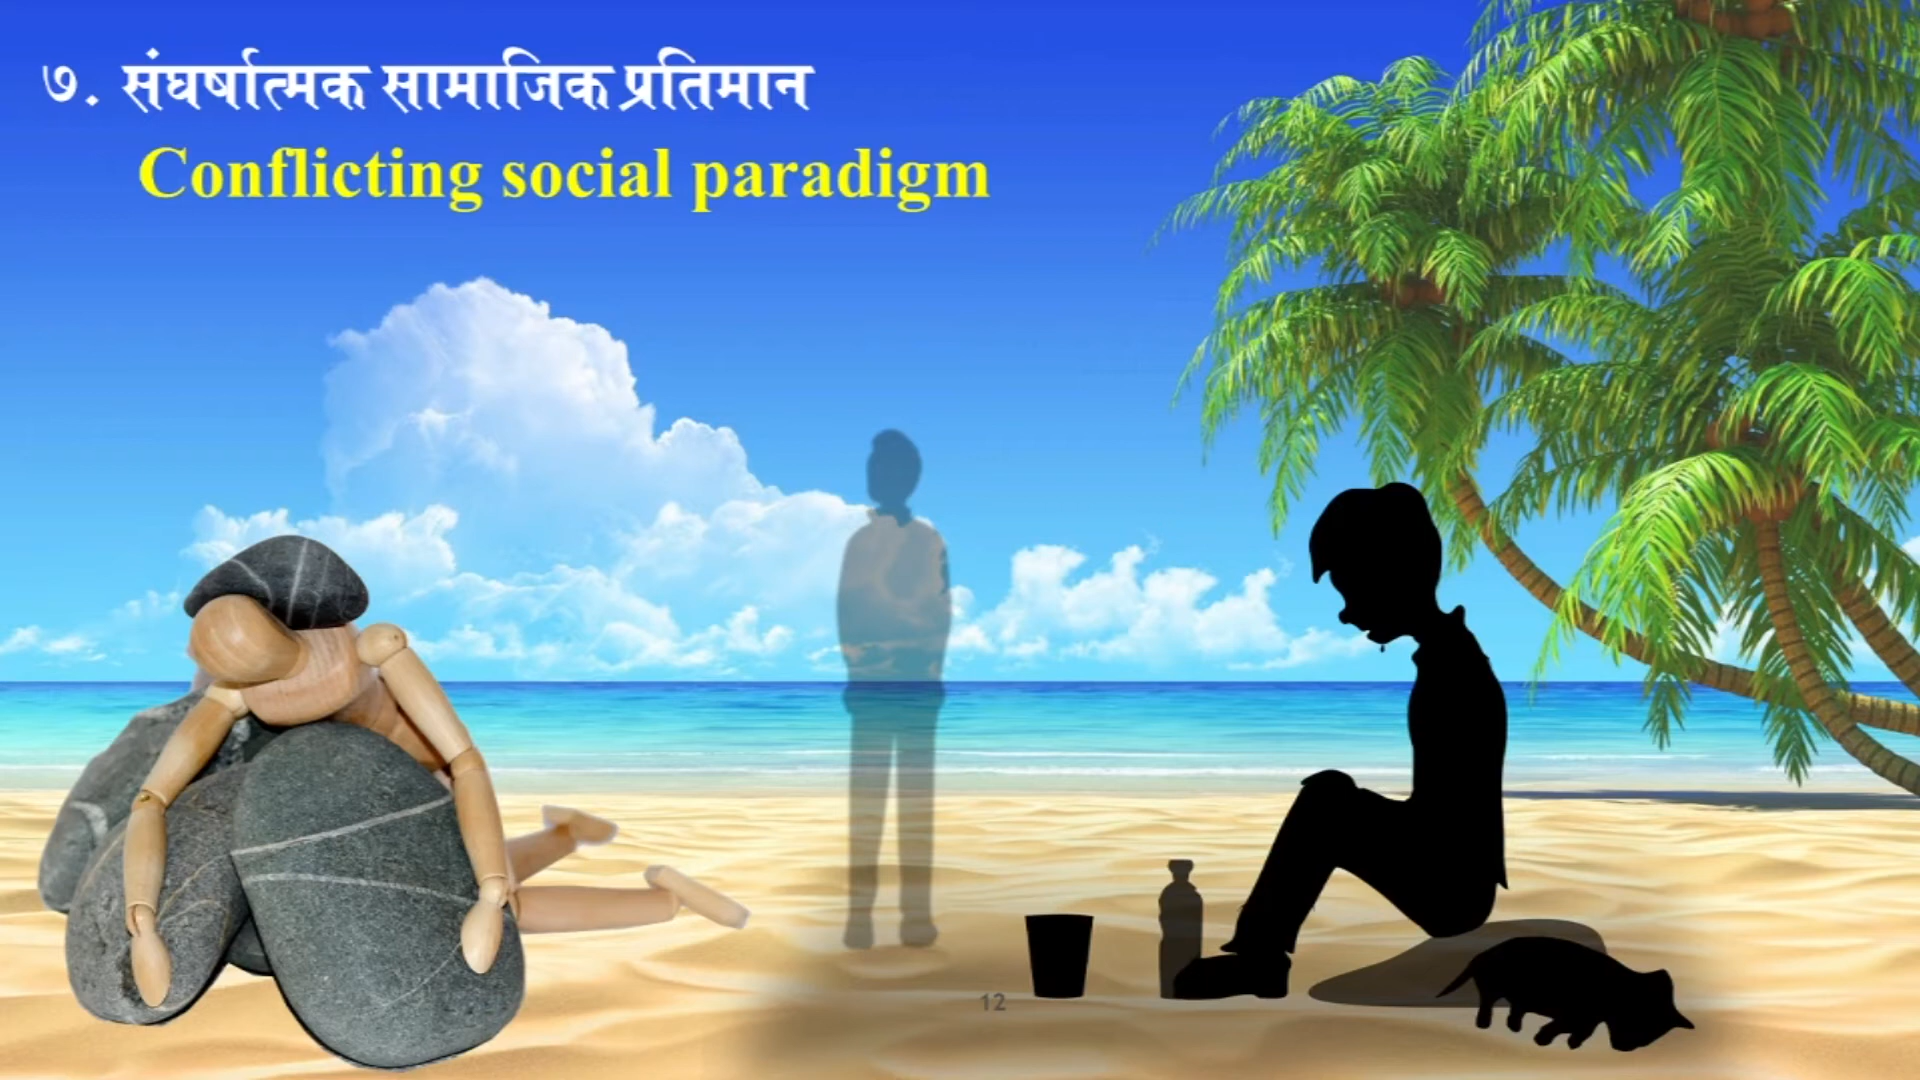 ७. संघर्षात्मक सामाजिक प्रतिमान
Conflicting social paradigm
12